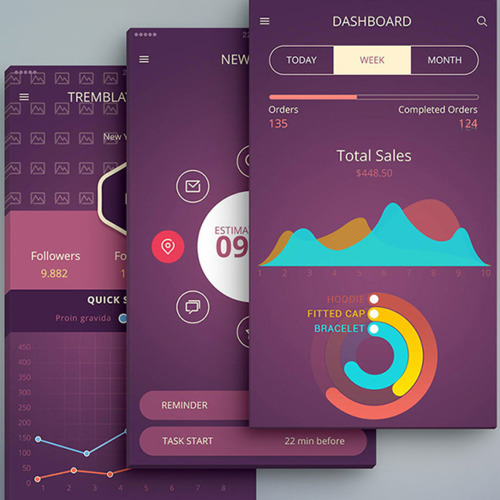 DASHBOARD
TODAY WEEK MONTH
Orders Completed Orders
135 124
Total Sales
$448.50
1 2 3 4 5 6 7 8 9 10
HOODIE
FITTED CAP
BRACELET
22
NEW
ESTIMA
09
REMINDER
TASK START 22 min before
TREMBLA
New Y
Followers Fo
9.882
QUICK S
Proin gravida
450
400
350
300
250
200
150
100
50
0
1 2 3 4